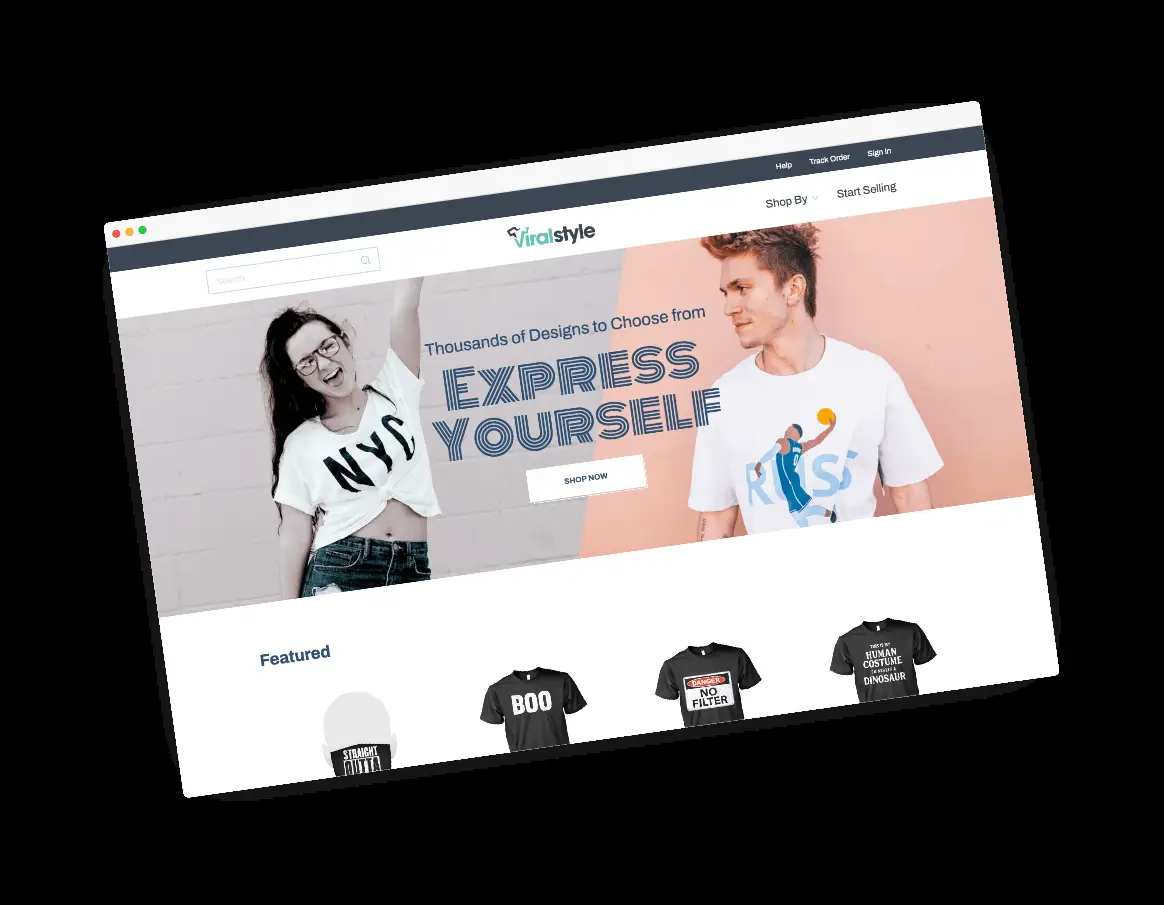 Help
Track Order
Sign In
Shop By
Start Selling
Viralstyle
Search
Thousands of Designs to Choose from
EXPRESS
YOURSELF
SHOP NOW
NYC
RUSS
Featured
STRAIGHT
OUTTA
BOO
DANGER
NO
FILTER
THIS IS MY
HUMAN
COSTUME
I'M REALLY A
DINOSAUR